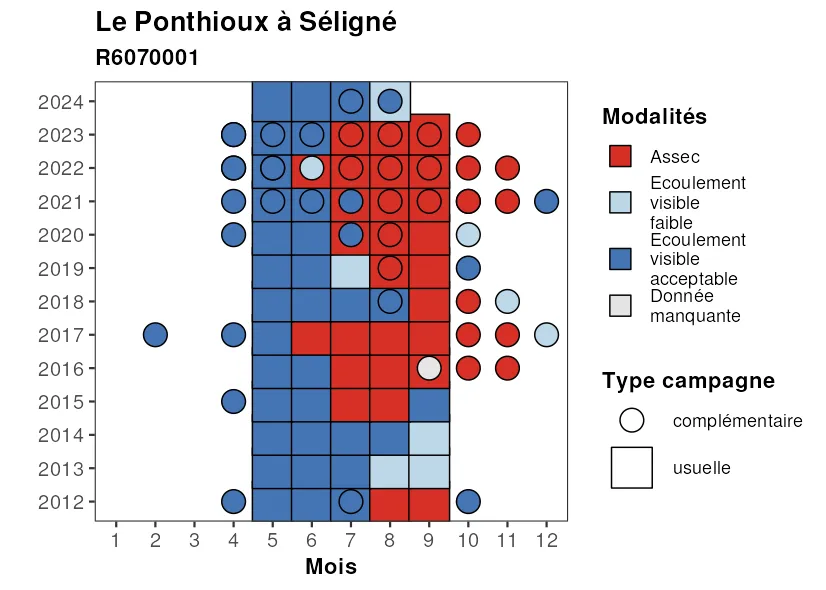 Le Ponthioux à Séligné
R6070001
2024
2023
2022
2021
2020
2019
2018
2017
2016
2015
2014
2013
2012
1 2 3 4 5 6 7 8 9 10 11 12
Mois
Modalités
Assec
Ecoulement
visible
faible
Ecoulement
visible
acceptable
Donnée
manquante
Type campagne
complémentaire
usuelle